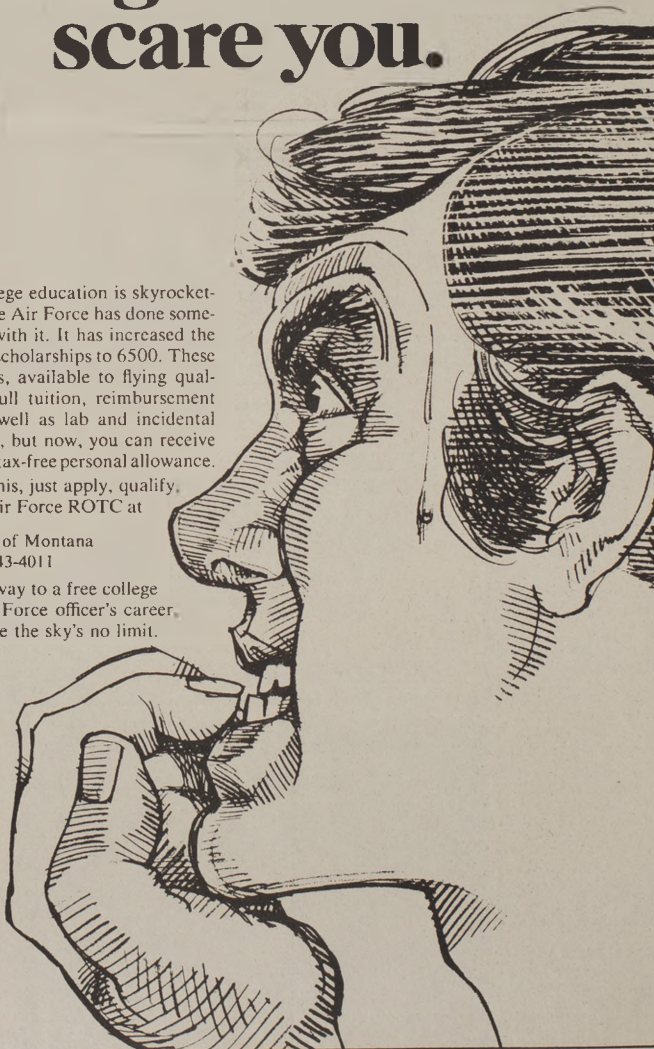 scare you.
ege education is skyrocket-
e Air Force has done some-
with it. It has increased the
scholarships to 6500. These
s, available to flying qual-
ull tuition, reimbursement
well as lab and incidental
, but now, you can receive
tax-free personal allowance.
his, just apply, qualify,
ir Force ROTC at
of Montana
43-4011
way to a free college
Force officer's career,
e the sky's no limit.